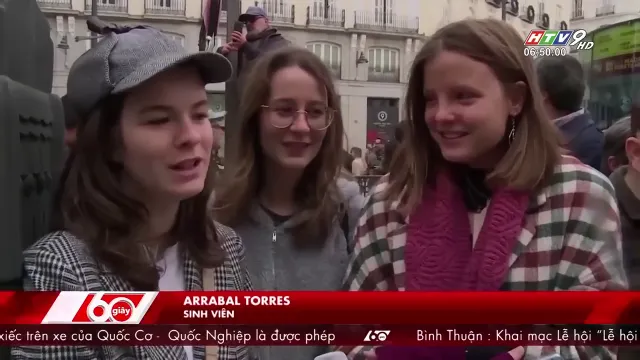 HTV9 HD
06:50:00
60 giây
ARRABAL TORRES
SINH VIÊN
xiếc trên xe của Quốc Cơ - Quốc Nghiệp là được phép 60 Bình Thuận : Khai mạc Lễ hội "Lễ hội